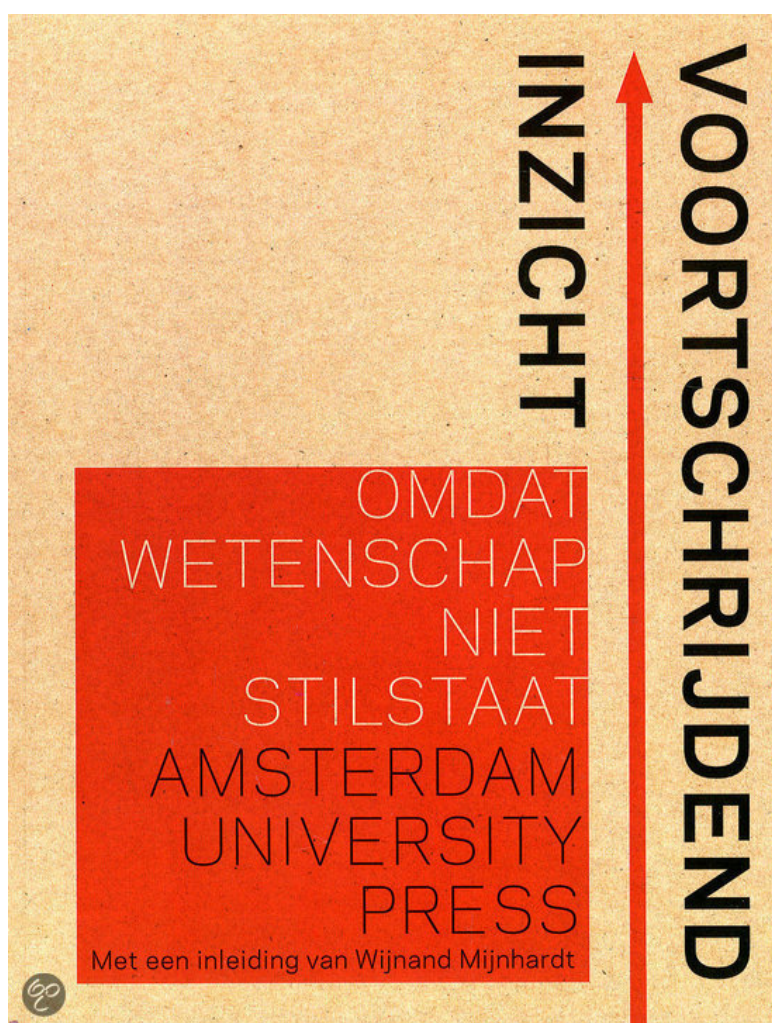 VOORTSCHRIJDEND
INZICHT
OMDAT
WETENSCHAP
NIET
STILSTAAT
AMSTERDAM
UNIVERSITY
PRESS
Met een inleiding van Wijnand Mijnhardt